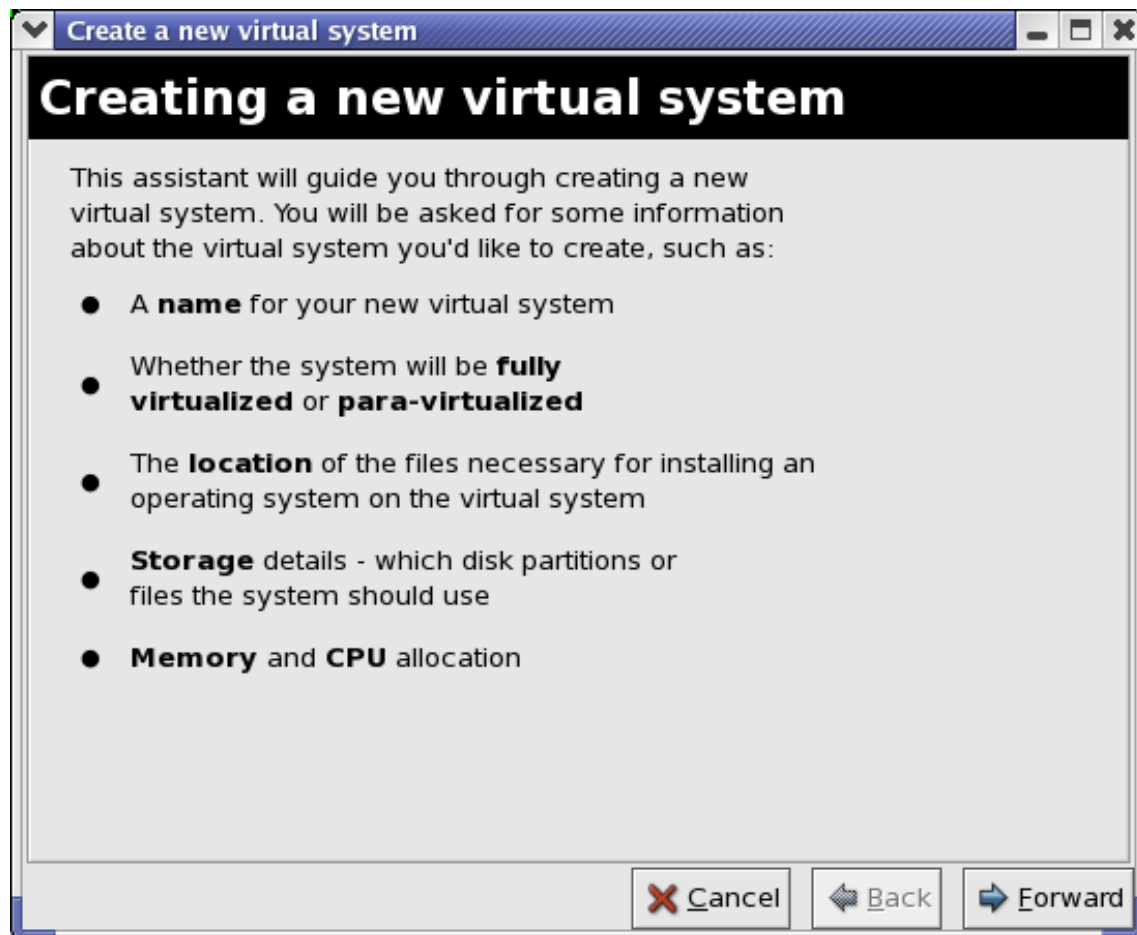 Create a new virtual system
Creating a new virtual system
This assistant will guide you through creating a new
virtual system. You will be asked for some information
about the virtual system you'd like to create, such as:
● A name for your new virtual system
● Whether the system will be fully
virtualized or para-virtualized
● The location of the files necessary for installing an
operating system on the virtual system
● Storage details - which disk partitions or
files the system should use
● Memory and CPU allocation
Cancel Back Forward